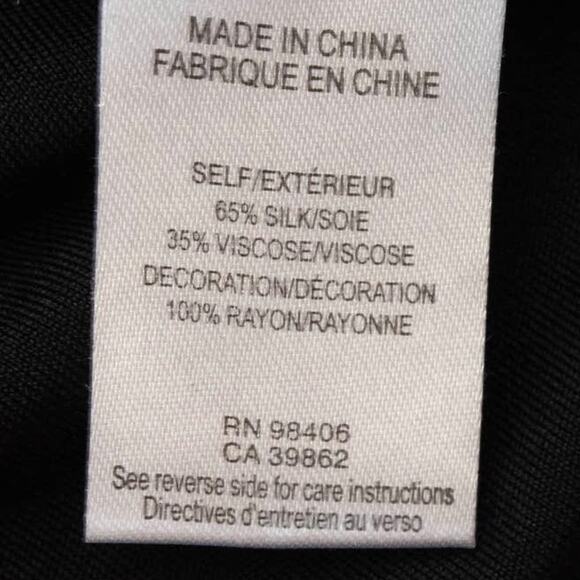 MADE IN CHINA
FABRIQUE EN CHINE
SELF/EXTÉRIEUR
65% SILK/SOIE
35% VISCOSE/VISCOSE
DECORATION/DÉCORATION
100% RAYON/RAYONNE
RN 98406
CA 39862
See reverse side for care instructions
Directives d'entretien au verso